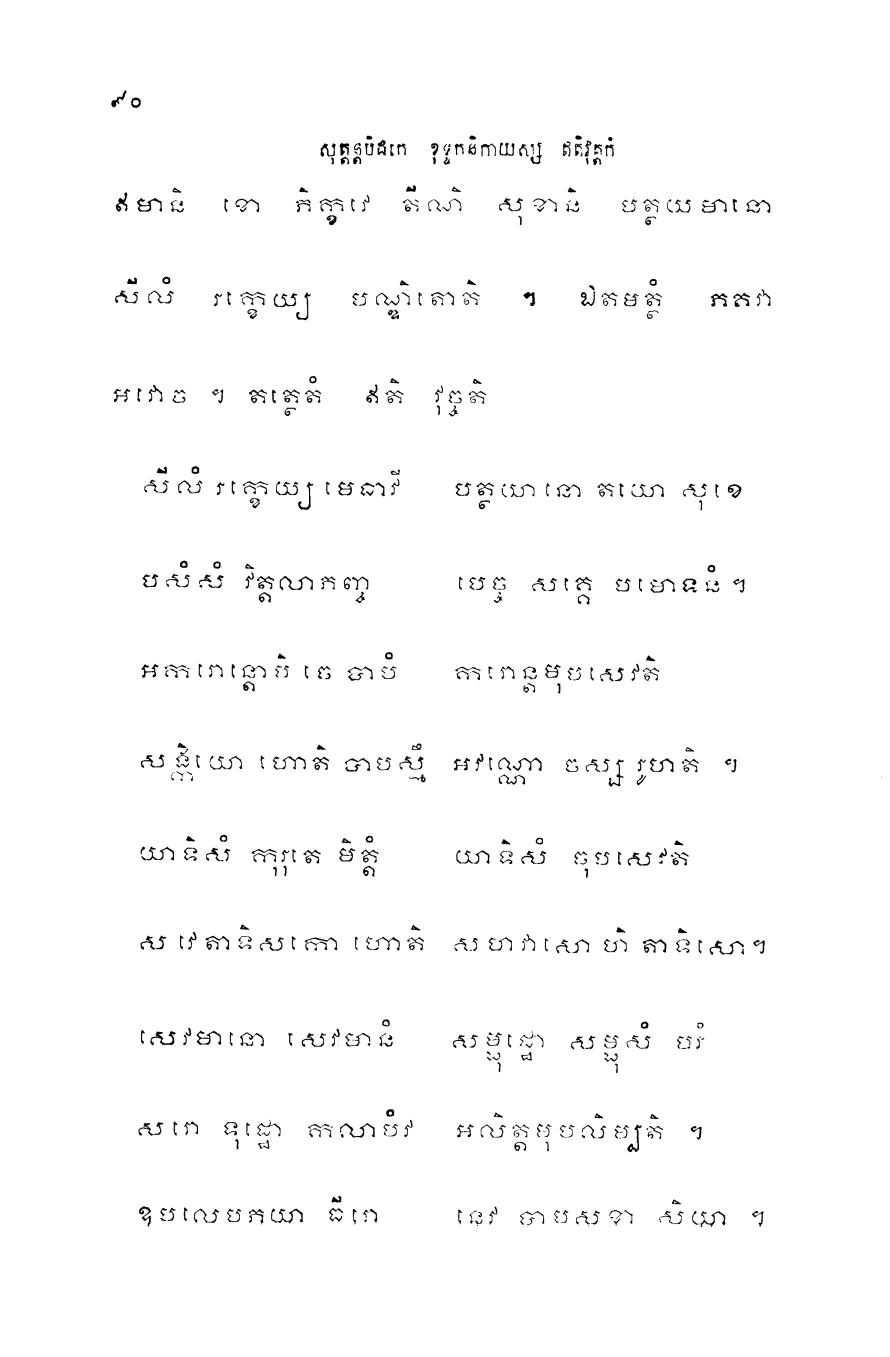 ៩០
សុត្តន្តបិដកេ ខុទ្ទកនិកាយស្ស ឥតិវុត្តកំ
ឥមានិ ខោ ភិក្ខវេ តីណិ សុខានិ បត្ថយមានោ
សីលំ រក្ខេយ្យ បណ្ឌិតោតិ ។ ឯតមត្ថំ ភគវា
អវោច ។ តត្ថេតំ ឥតិ វុច្ចតិ
សីលំ រក្ខេយ្យ មេធាវី បត្ថយានោ តយោ សុខេ
បសំសំ វិត្តលាភញ្ច បេច្ច សគ្គេ បមោទនំ។
អករោន្តោបិ ចេ បាបំ ករោន្តមុបសេវតិ
សង្កិយោ ហោតិ បាបស្មឹ អវណ្ណោ ចស្ស រូហតិ ។
យាទិសំ កុរុតេ មិត្តំ យាទិសំ ចុបសេវតិ
ស វេ តាទិសកោ ហោតិ សហវាសោ ហិ តាទិសោ។
សេវមានោ សេវមានំ សម្ផុដ្ឋោ សម្ផុសំ បរំ
សរោ ទុដ្ឋោ កលាបំវ អលិត្តមុបលិម្បតិ ។
ឧបលេបភយា ធីរោ នេវ បាបសខា សិយា ។